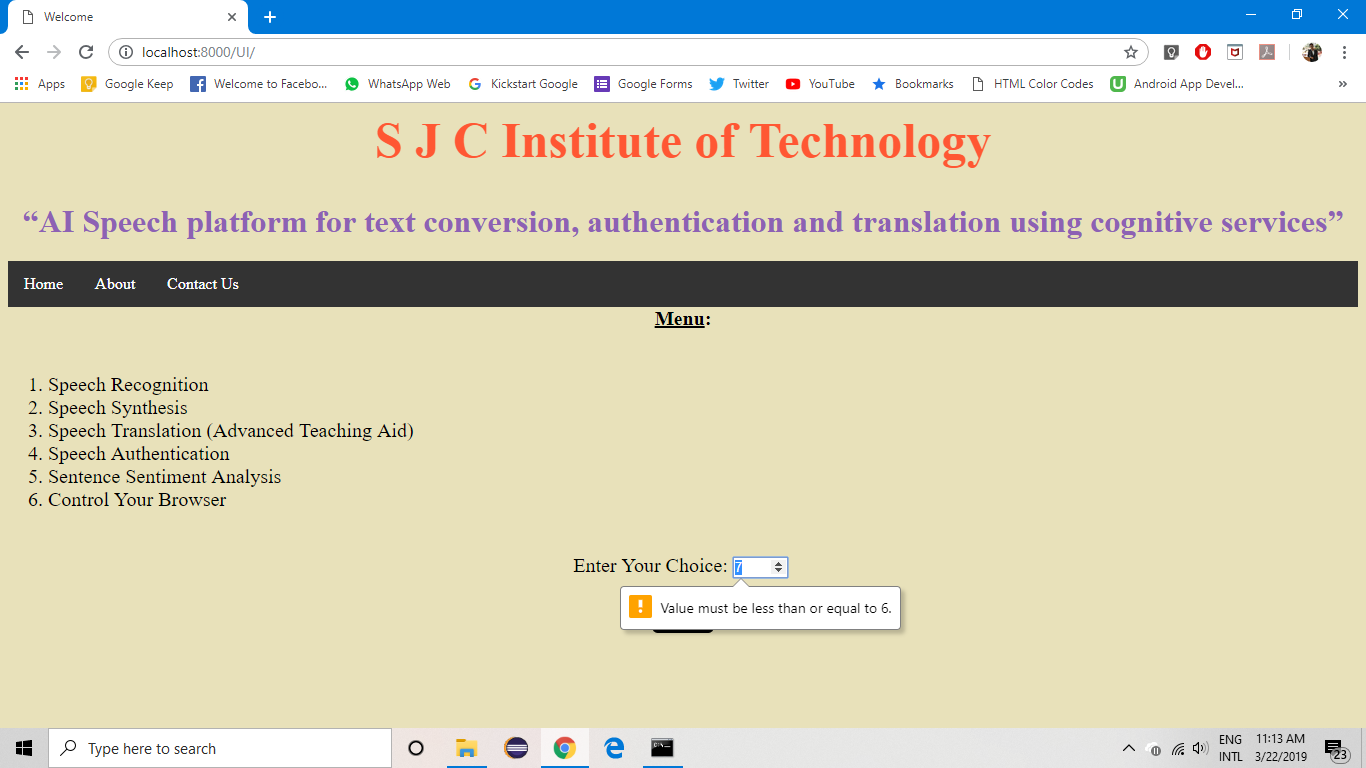 Welcome
localhost:8000/UI/
Apps Google Keep Welcome to Facebo... WhatsApp Web Kickstart Google Google Forms Twitter YouTube Bookmarks HTML Color Codes Android App Devel... »
S J C Institute of Technology
“AI Speech platform for text conversion, authentication and translation using cognitive services”
Home About Contact Us
Menu:
1. Speech Recognition
2. Speech Synthesis
3. Speech Translation (Advanced Teaching Aid)
4. Speech Authentication
5. Sentence Sentiment Analysis
6. Control Your Browser
Enter Your Choice: 7
Value must be less than or equal to 6.
Type here to search
ENG 11:13 AM
INTL 3/22/2019 23